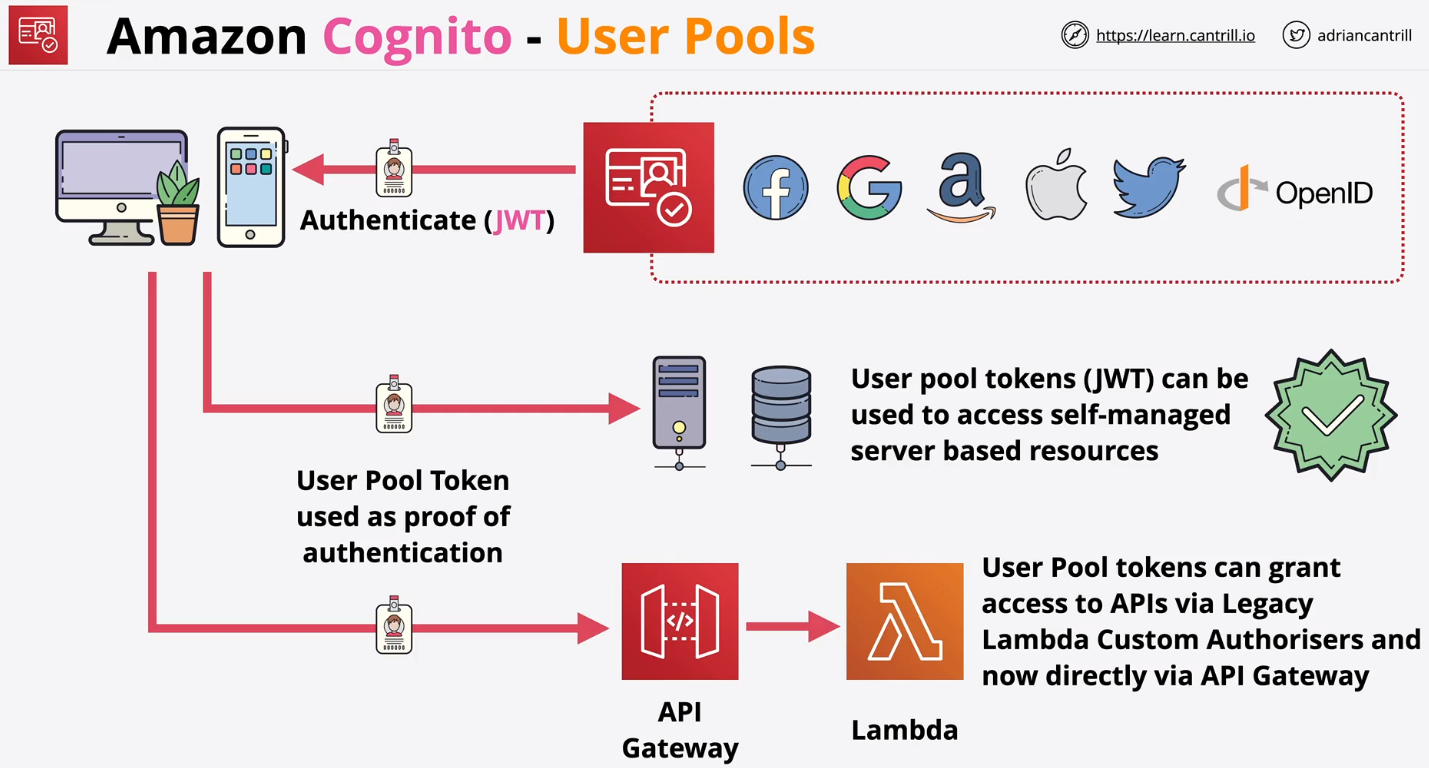 Amazon Cognito - User Pools
https://learn.cantrill.io
adriancantrill
Authenticate (JWT)
OpenID
User pool tokens (JWT) can be
used to access self-managed
server based resources
User Pool Token
used as proof of
authentication
User Pool tokens can grant
access to APIs via Legacy
Lambda Custom Authorisers and
now directly via API Gateway
</>
API
Gateway
Lambda